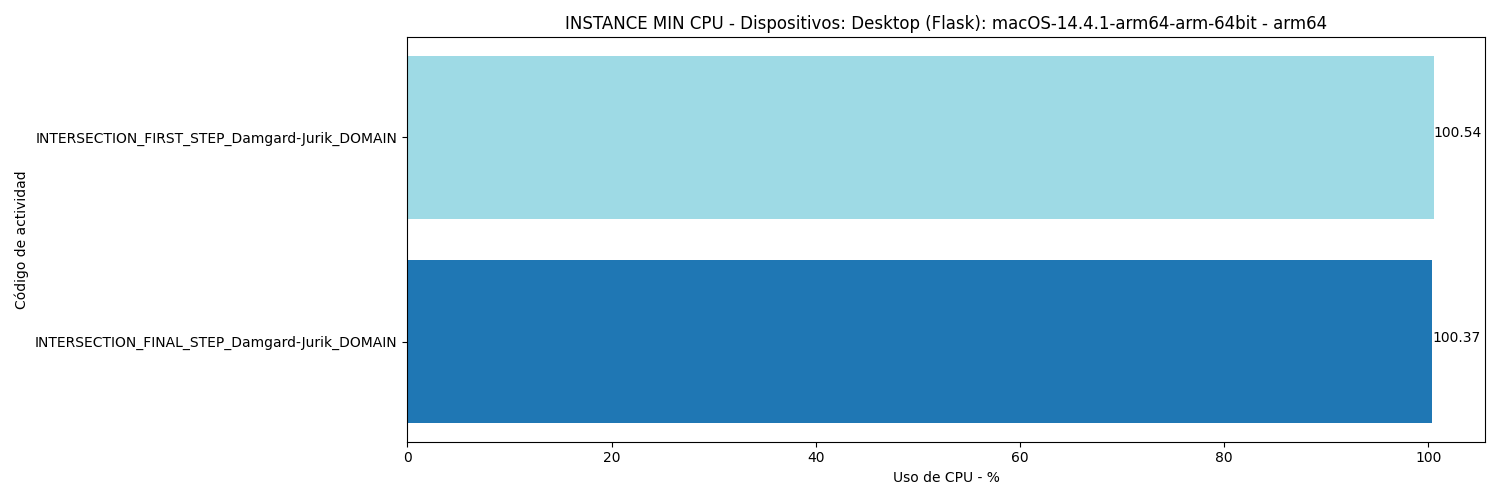 INSTANCE MIN CPU - Dispositivos: Desktop (Flask): macOS-14.4.1-arm64-arm-64bit - arm64
Código de actividad
INTERSECTION_FIRST_STEP_Damgard-Jurik_DOMAIN
100.54
INTERSECTION_FINAL_STEP_Damgard-Jurik_DOMAIN
100.37
0 20 40 60 80 100
Uso de CPU - %